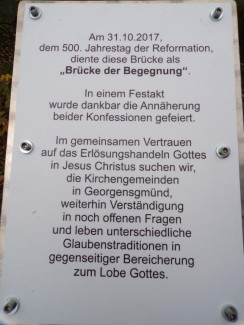 Am 31.10.2017,
dem 500. Jahrestag der Reformation,
diente diese Brücke als
„Brücke der Begegnung“.
In einem Festakt
wurde dankbar die Annäherung
beider Konfessionen gefeiert.
Im gemeinsamen Vertrauen
auf das Erlösungshandeln Gottes
in Jesus Christus suchen wir,
die Kirchengemeinden
in Georgensgmünd,
weiterhin Verständigung
in noch offenen Fragen
und leben unterschiedliche
Glaubenstraditionen in
gegenseitiger Bereicherung
zum Lobe Gottes.